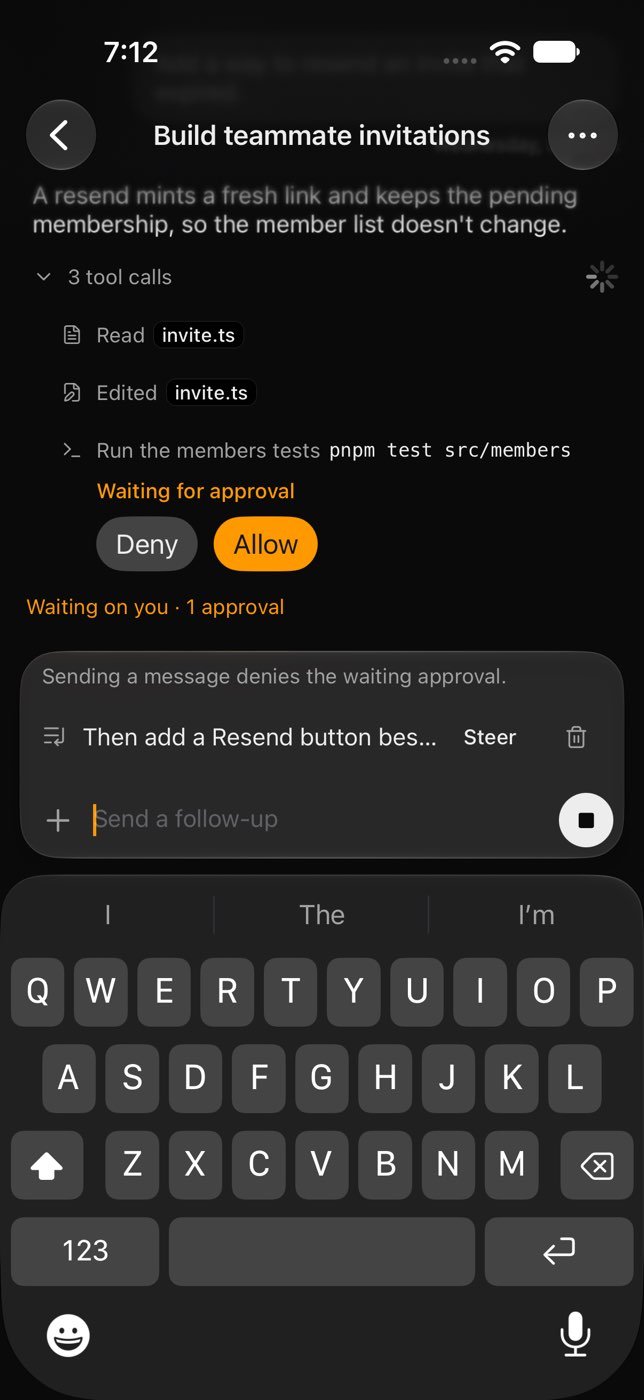 7:12
Build teammate invitations
A resend mints a fresh link and keeps the pending
membership, so the member list doesn't change.
3 tool calls
Read invite.ts
Edited invite.ts
Run the members tests pnpm test src/members
Waiting for approval
Deny Allow
Waiting on you · 1 approval
Sending a message denies the waiting approval.
Then add a Resend button bes... Steer
Send a follow-up
I The I'm
Q W E R T Y U I O P
A S D F G H J K L
Z X C V B N M
123